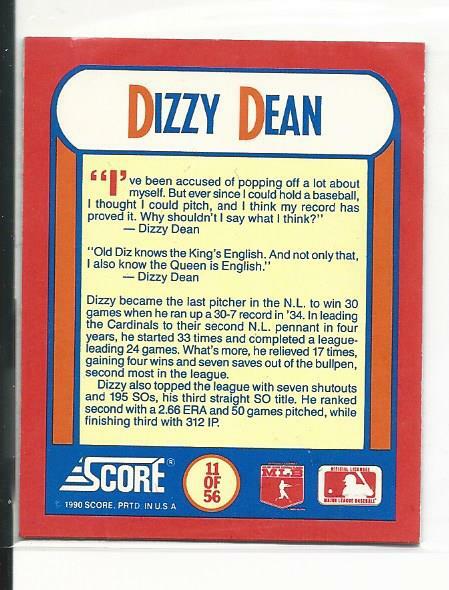 DIZZY DEAN
"I've been accused of popping off a lot about
myself. But ever since I could hold a baseball,
I thought I could pitch, and I think my record has
proved it. Why shouldn't I say what I think?"
— Dizzy Dean
"Old Diz knows the King's English. And not only that,
I also know the Queen is English."
— Dizzy Dean
Dizzy became the last pitcher in the N.L. to win 30
games when he ran up a 30-7 record in '34. In leading
the Cardinals to their second N.L. pennant in four
years, he started 33 times and completed a league-
leading 24 games. What's more, he relieved 17 times,
gaining four wins and seven saves out of the bullpen,
second most in the league.
Dizzy also topped the league with seven shutouts
and 195 SOs, his third straight SO title. He ranked
second with a 2.66 ERA and 50 games pitched, while
finishing third with 312 IP.
SCORE®
© 1990 SCORE, PRTD. IN U.S.A
11
OF
56
MLB
OFFICIAL LICENSEE
MAJOR LEAGUE BASEBALL